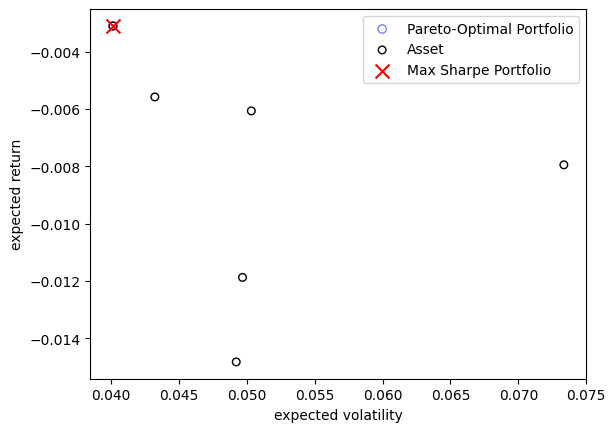 Pareto-Optimal Portfolio
Asset
Max Sharpe Portfolio
−0.004
−0.006
−0.008
−0.010
−0.012
−0.014
expected return
0.040 0.045 0.050 0.055 0.060 0.065 0.070 0.075
expected volatility